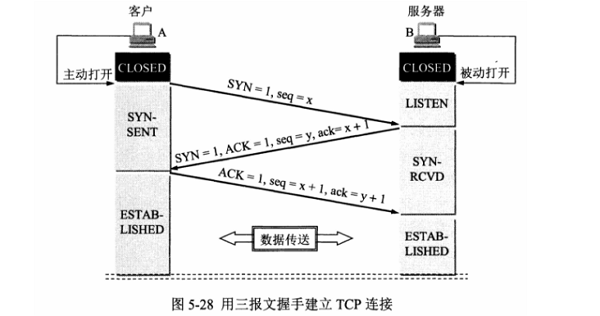 客户
服务器
A
B
CLOSED
CLOSED
主动打开
被动打开
SYN = 1, seq = x
LISTEN
SYN-
SENT
SYN = 1, ACK = 1, seq = y, ack= x + 1
SYN-
RCVD
ACK = 1, seq = x + 1, ack = y + 1
ESTAB-
LISHED
数据传送
ESTAB-
LISHED
图 5-28 用三报文握手建立 TCP 连接